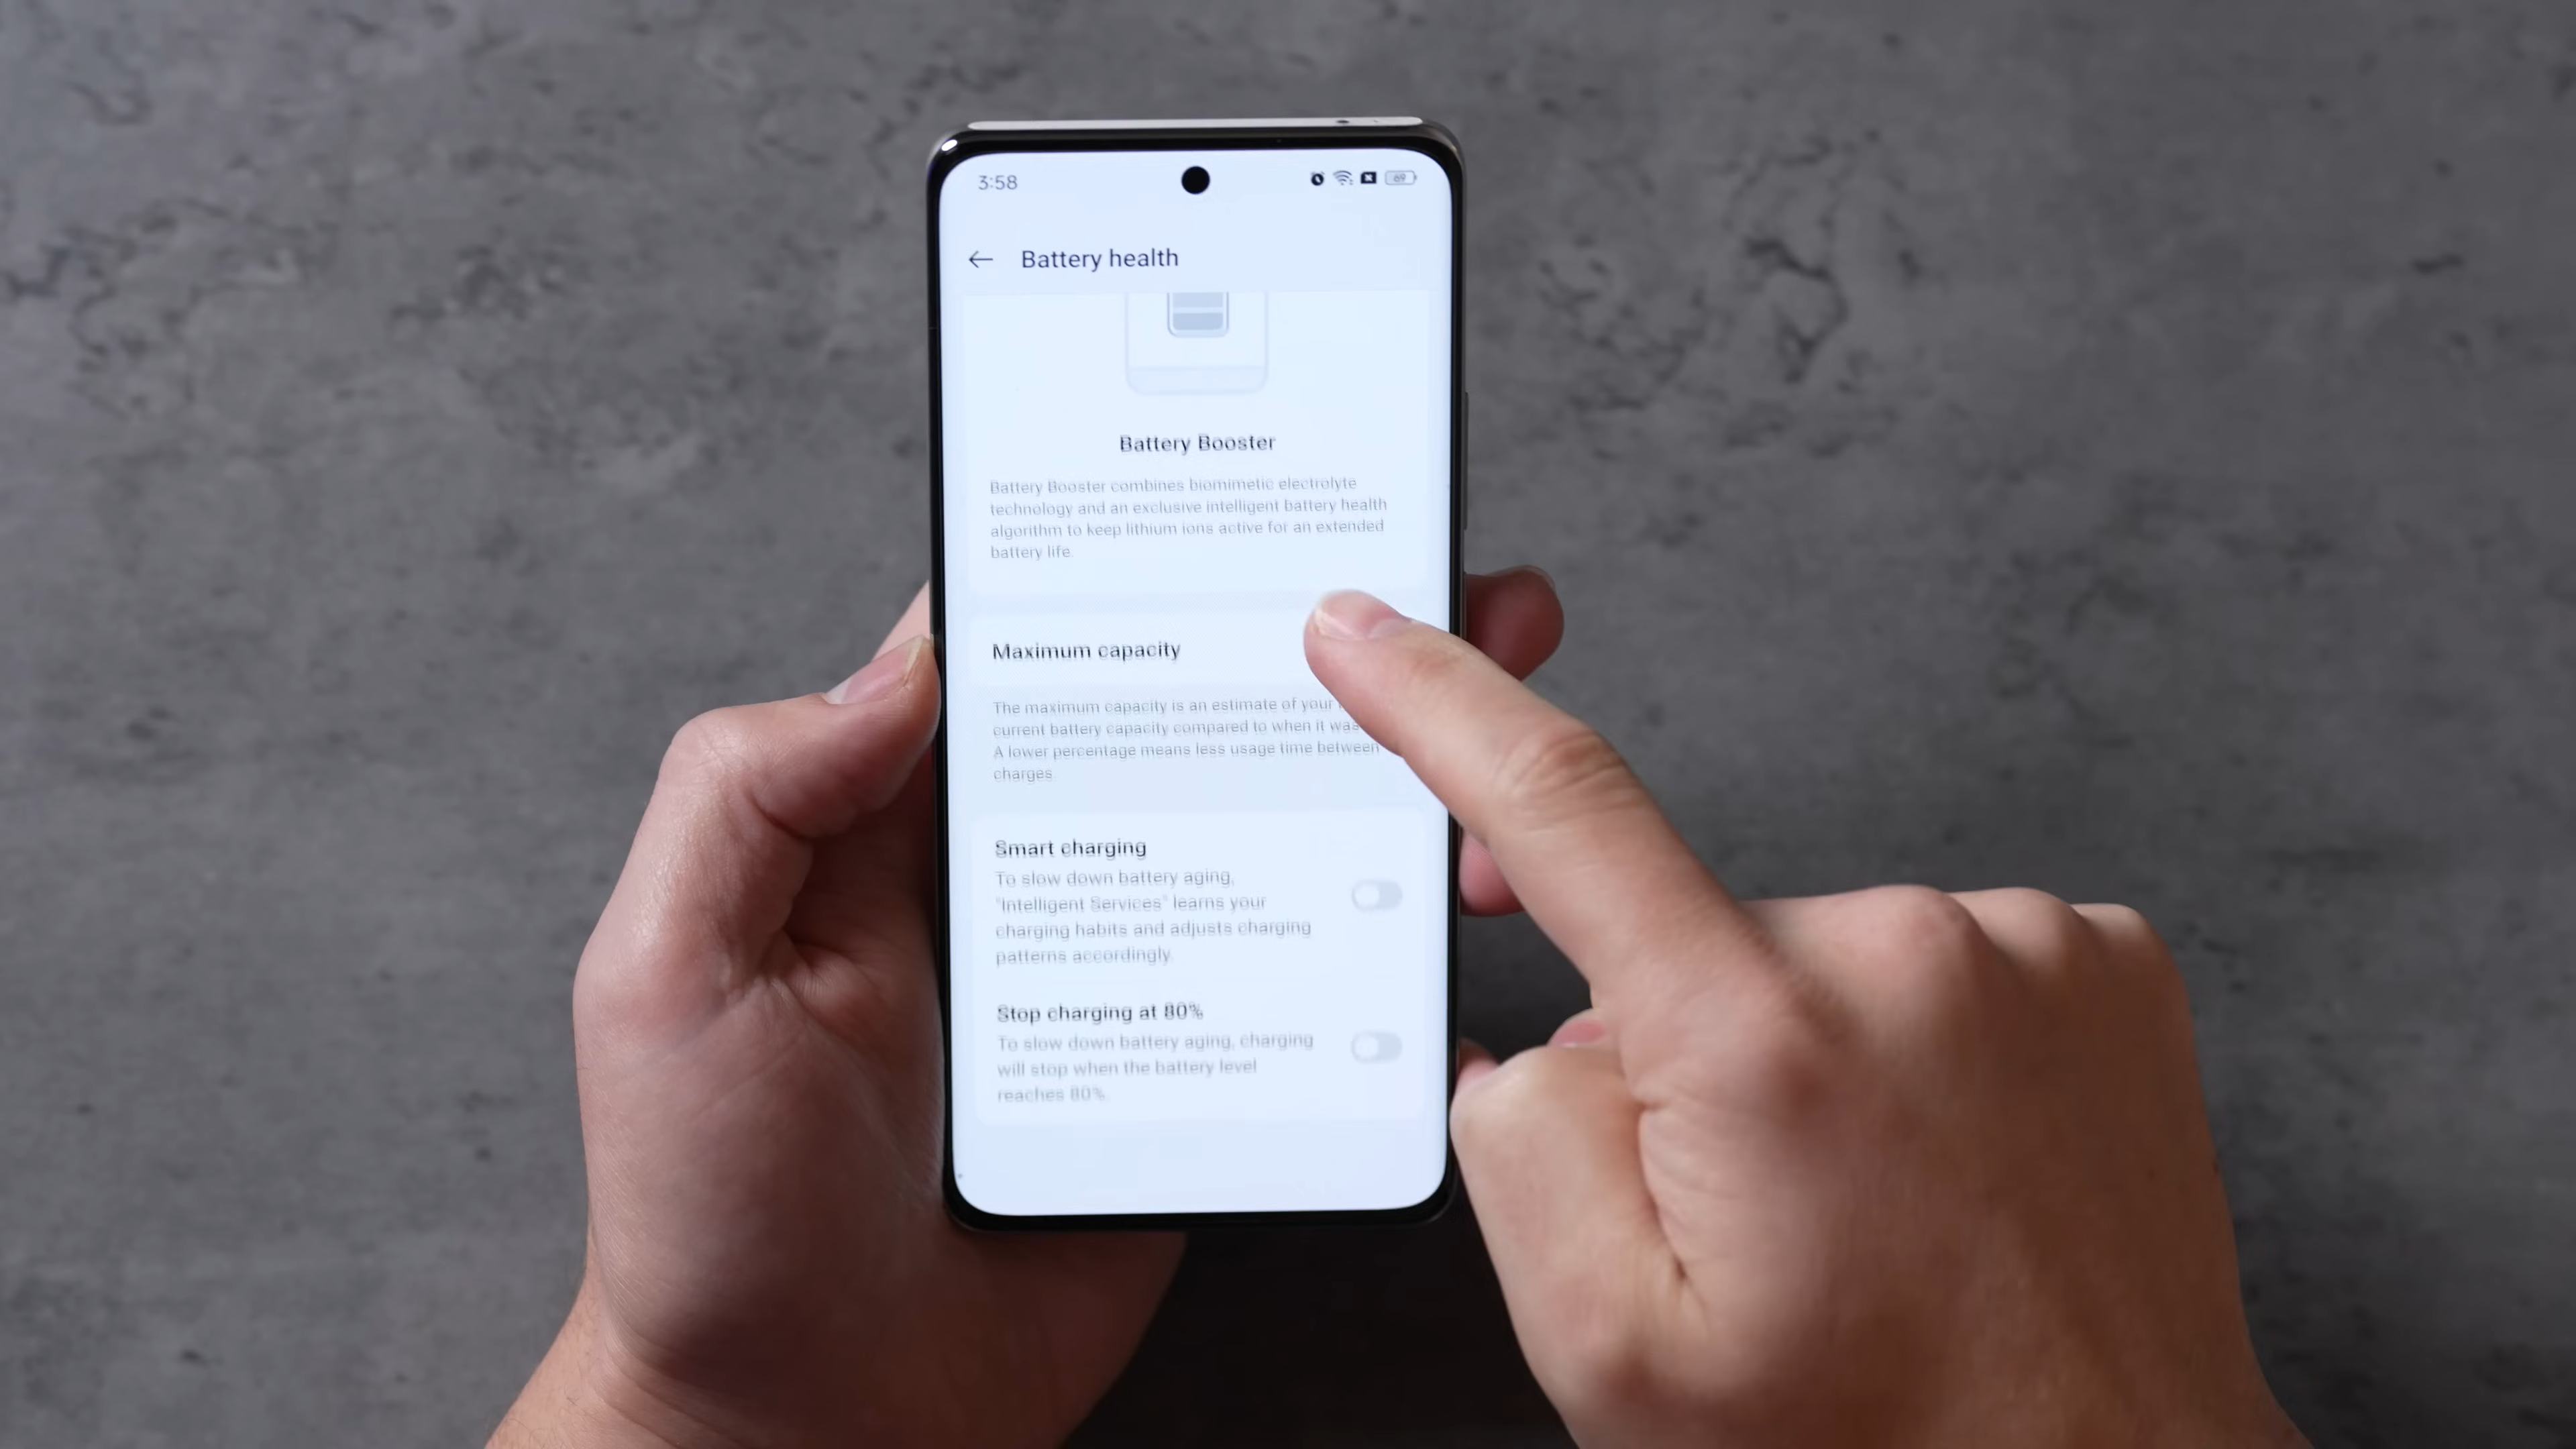 3:58
69
Battery health
Battery Booster
Battery Booster combines biomimetic electrolyte
technology and an exclusive intelligent battery health
algorithm to keep lithium ions active for an extended
battery life.
Maximum capacity
The maximum capacity is an estimate of your
current battery capacity compared to when it was
A lower percentage means less usage time between
charges.
Smart charging
To slow down battery aging,
"Intelligent Services" learns your
charging habits and adjusts charging
patterns accordingly.
Stop charging at 80%
To slow down battery aging, charging
will stop when the battery level
reaches 80%.